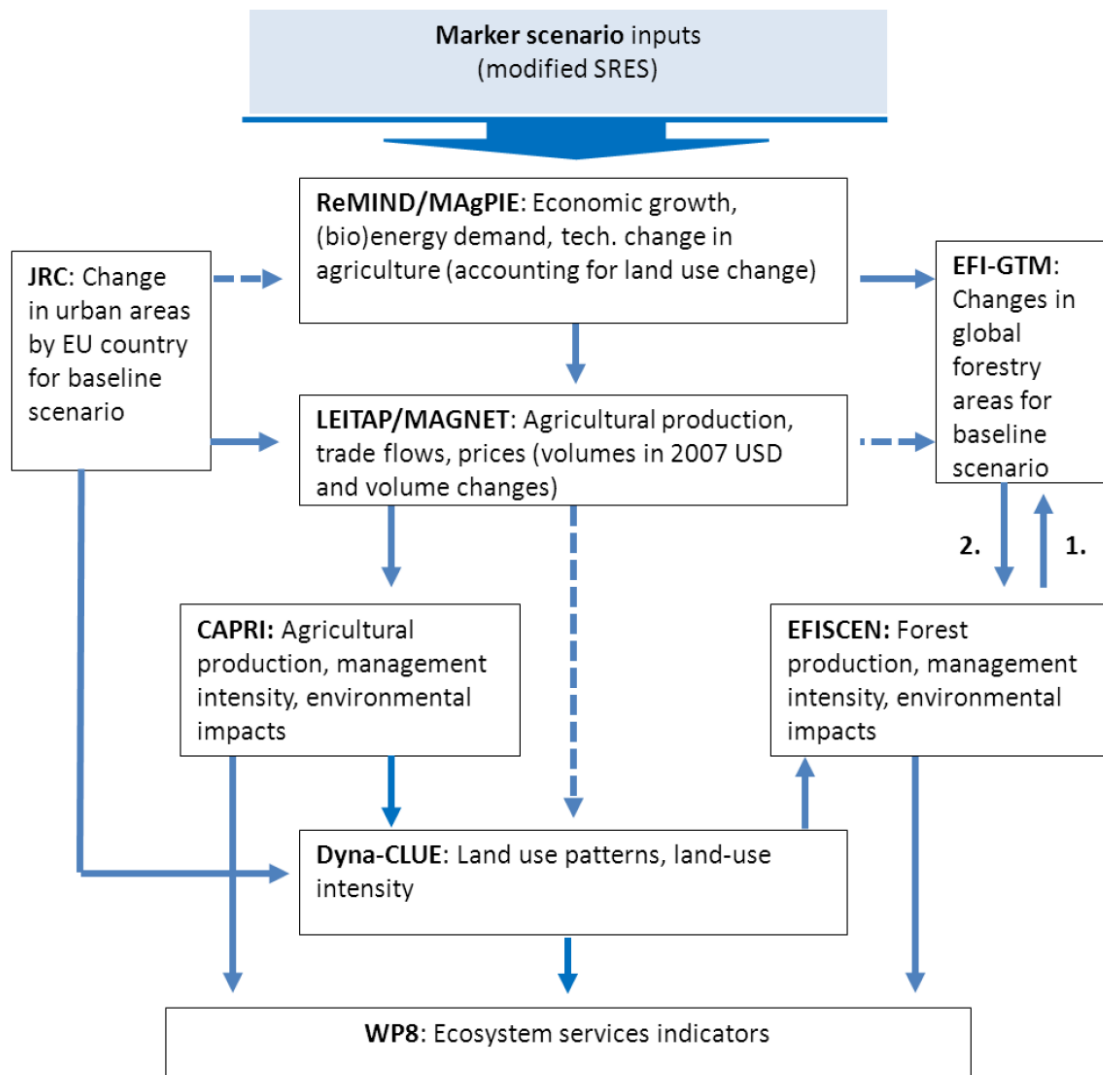 Marker scenario inputs
(modified SRES)
ReMIND/MAgPIE: Economic growth,
(bio)energy demand, tech. change in
agriculture (accounting for land use change)
JRC: Change
in urban areas
by EU country
for baseline
scenario
EFI-GTM:
Changes in
global
forestry
areas for
baseline
scenario
LEITAP/MAGNET: Agricultural production,
trade flows, prices (volumes in 2007 USD
and volume changes)
2.
1.
CAPRI: Agricultural
production, management
intensity, environmental
impacts
EFISCEN: Forest
production, management
intensity, environmental
impacts
Dyna-CLUE: Land use patterns, land-use
intensity
WP8: Ecosystem services indicators